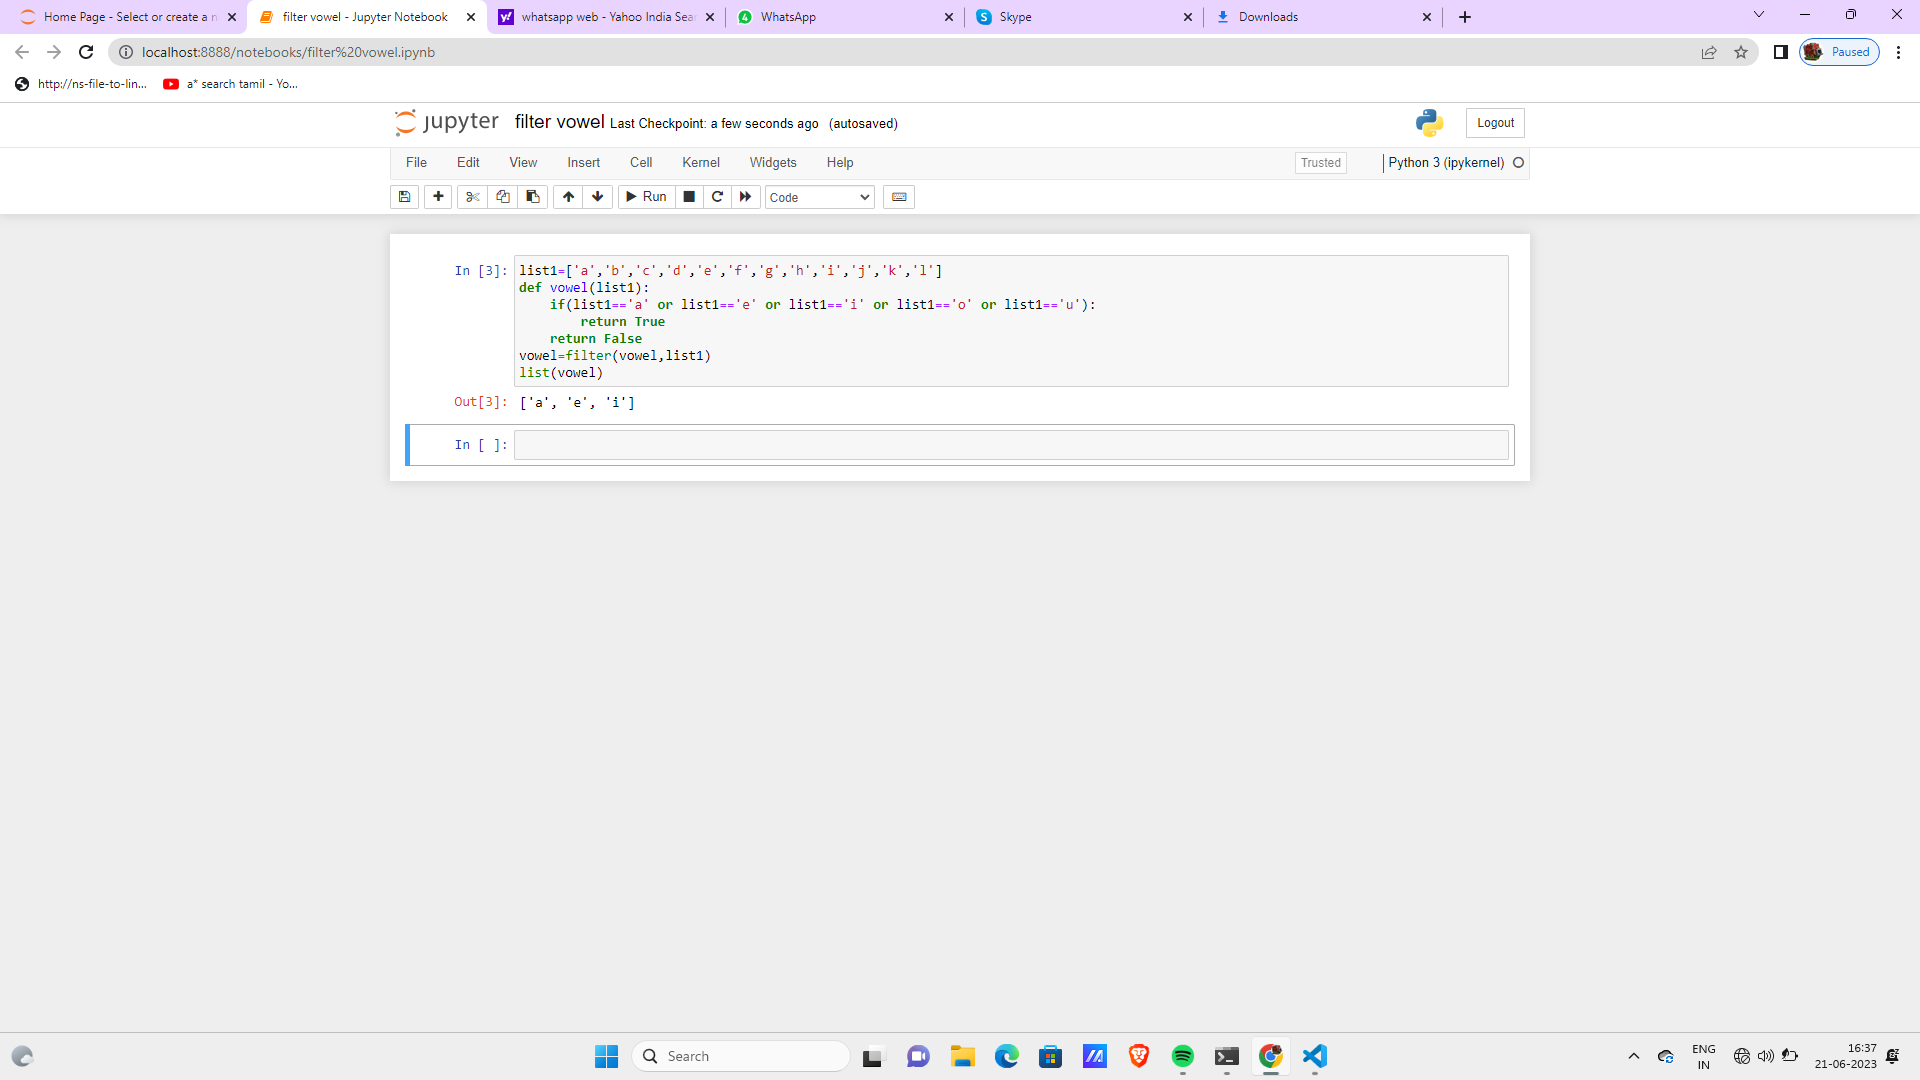 Home Page - Select or create a n
filter vowel - Jupyter Notebook
whatsapp web - Yahoo India Sear
WhatsApp
Skype
Downloads
localhost:8888/notebooks/filter%20vowel.ipynb
Paused
http://ns-file-to-lin...
a* search tamil - Yo...
jupyter filter vowel Last Checkpoint: a few seconds ago (autosaved)
Logout
File Edit View Insert Cell Kernel Widgets Help
Trusted
Python 3 (ipykernel)
Run
Code
In [3]:
list1=['a','b','c','d','e','f','g','h','i','j','k','l']
def vowel(list1):
    if(list1=='a' or list1=='e' or list1=='i' or list1=='o' or list1=='u'):
        return True
    return False
vowel=filter(vowel,list1)
list(vowel)
Out[3]: ['a', 'e', 'i']
In [ ]:
Search
ENG
IN
16:37
21-06-2023